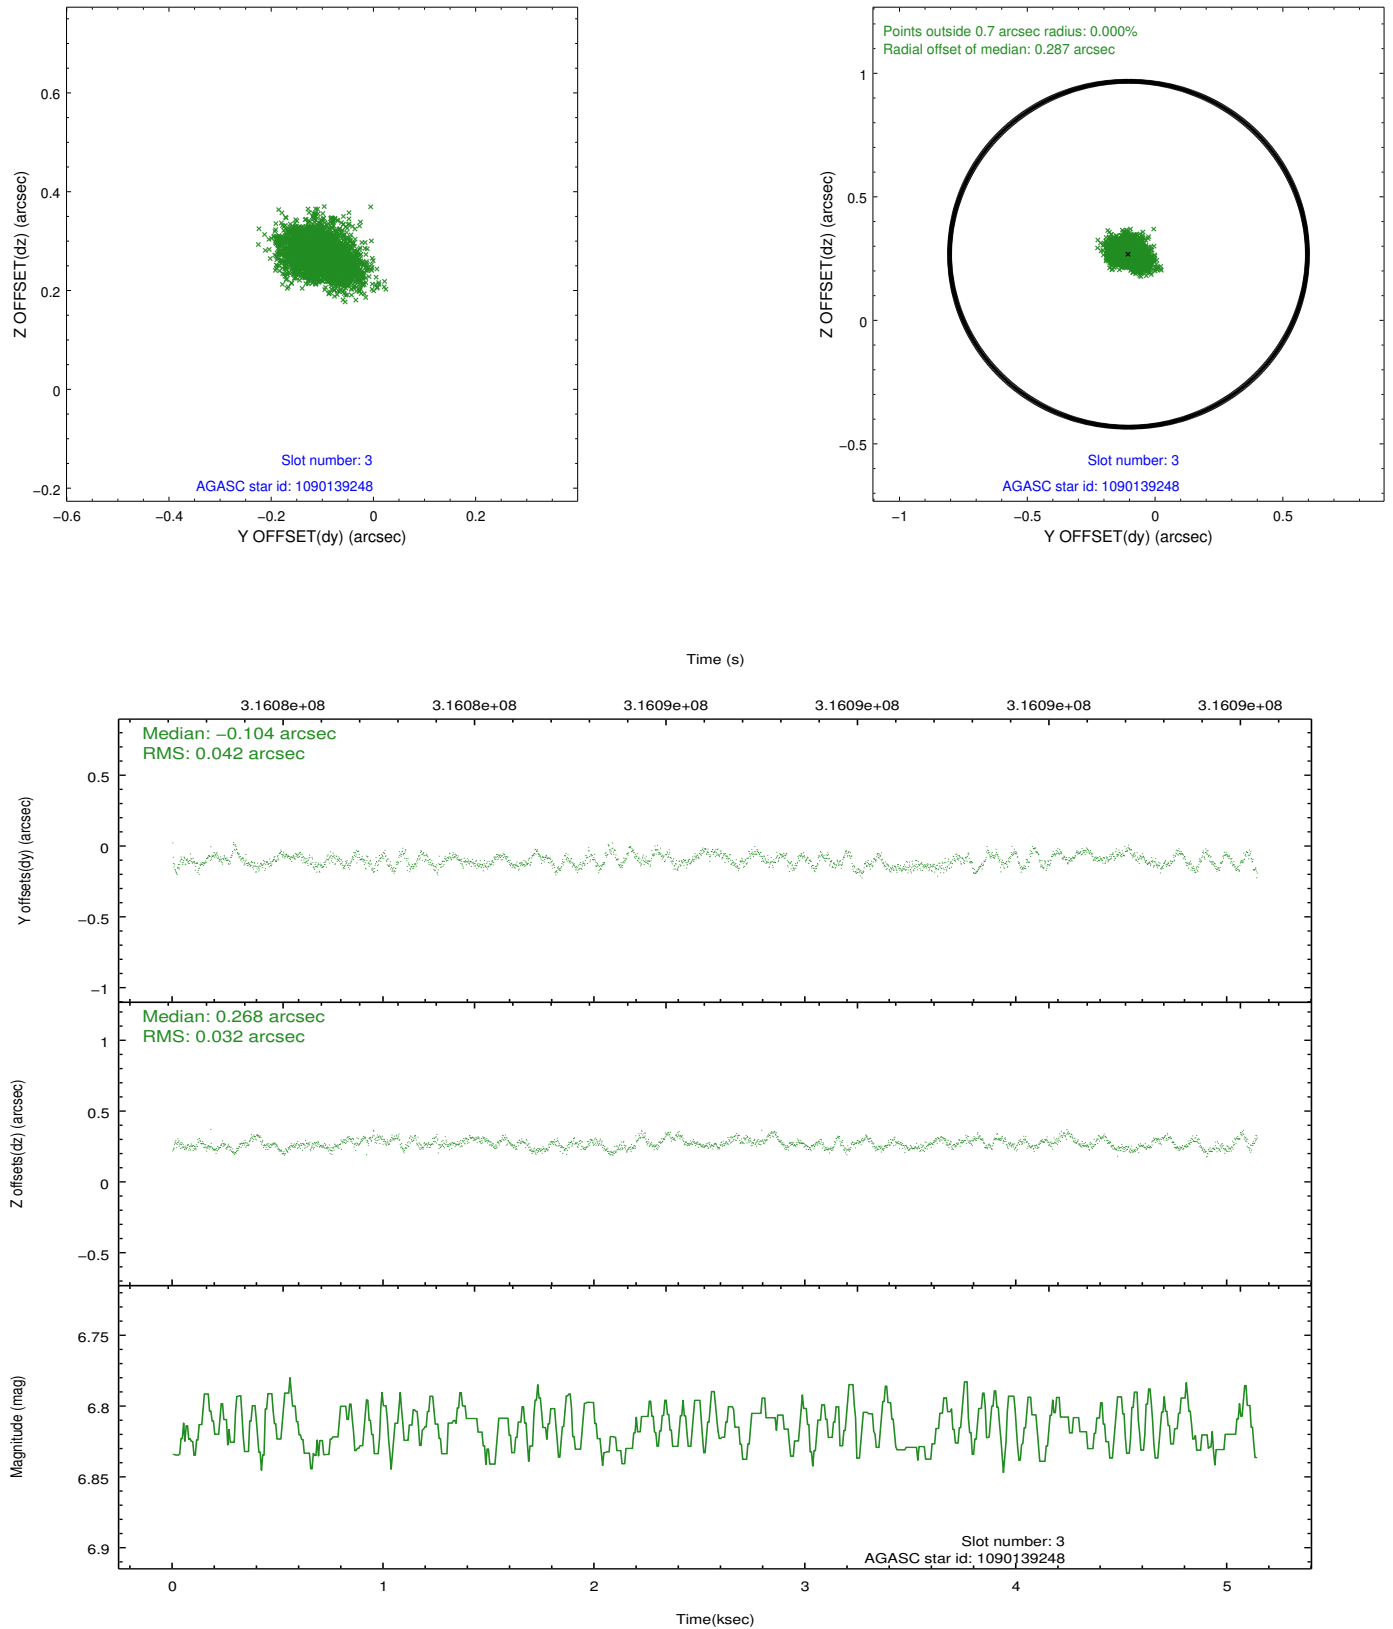 0.6
0.4
0.2
0
−0.2
Z OFFSET(dz) (arcsec)
Slot number: 3
AGASC star id: 1090139248
−0.6
−0.4
−0.2
0
0.2
Y OFFSET(dy) (arcsec)
Points outside 0.7 arcsec radius: 0.000%
Radial offset of median: 0.287 arcsec
1
0.5
0
−0.5
Z OFFSET(dz) (arcsec)
Slot number: 3
AGASC star id: 1090139248
−1
−0.5
0
0.5
Y OFFSET(dy) (arcsec)
Time (s)
3.1608e+08
3.1608e+08
3.1609e+08
3.1609e+08
3.1609e+08
3.1609e+08
Median: −0.104 arcsec
RMS: 0.042 arcsec
0.5
0
−0.5
−1
Y offsets(dy) (arcsec)
Median: 0.268 arcsec
RMS: 0.032 arcsec
1
0.5
0
−0.5
Z offsets(dz) (arcsec)
6.75
6.8
6.85
6.9
Magnitude (mag)
Slot number: 3
AGASC star id: 1090139248
0
1
2
3
4
5
Time(ksec)